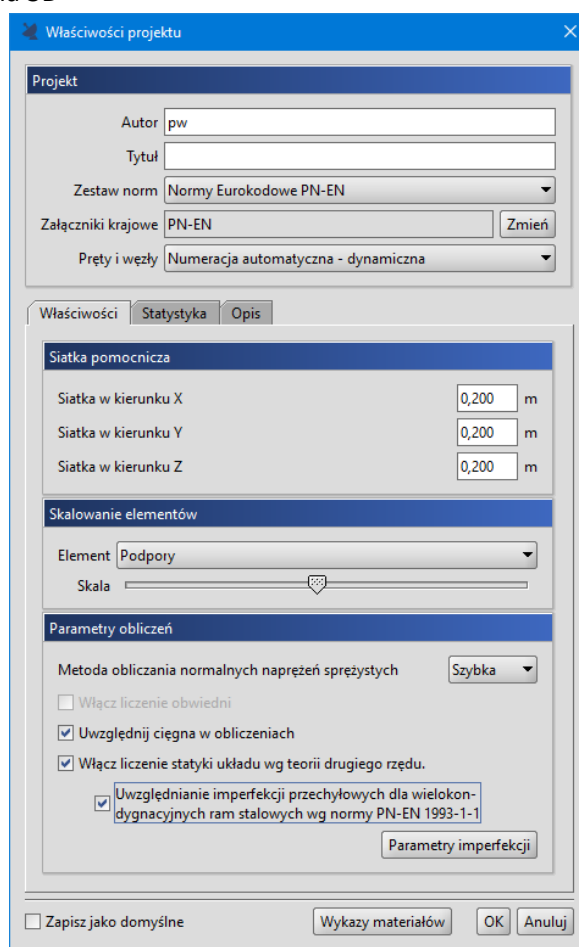 Właściwości projektu
Projekt
Autor pw
Tytuł
Zestaw norm Normy Eurokodowe PN-EN
Załączniki krajowe PN-EN Zmień
Pręty i węzły Numeracja automatyczna - dynamiczna
Właściwości Statystyka Opis
Siatka pomocnicza
Siatka w kierunku X 0,200 m
Siatka w kierunku Y 0,200 m
Siatka w kierunku Z 0,200 m
Skalowanie elementów
Element Podpory
Skala
Parametry obliczeń
Metoda obliczania normalnych naprężeń sprężystych Szybka
Włącz liczenie obwiedni
Uwzględnij cięgna w obliczeniach
Włącz liczenie statyki układu wg teorii drugiego rzędu.
Uwzględnianie imperfekcji przechyłowych dla wielokon-
dygnacyjnych ram stalowych wg normy PN-EN 1993-1-1
Parametry imperfekcji
Zapisz jako domyślne Wykazy materiałów OK Anuluj